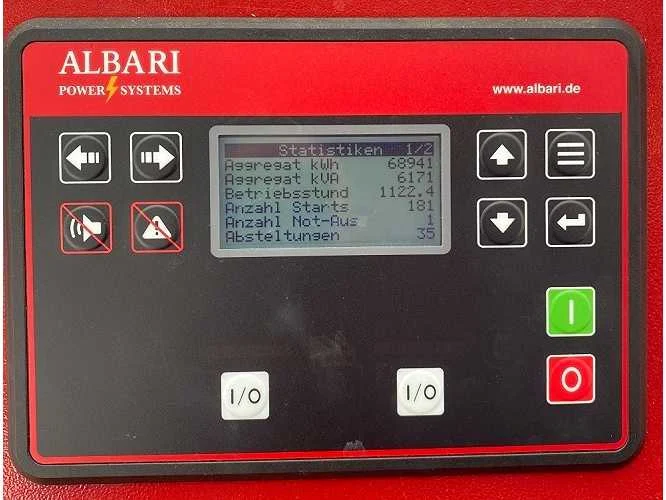 ALBARI
POWER SYSTEMS
www.albari.de
Statistiken 1/2
Aggregat kWh 68941
Aggregat kVA 6171
Betriebsstund 1122.4
Anzahl Starts 181
Anzahl Not-Aus 1
Absteltungen 35
I
O
I/O
I/O